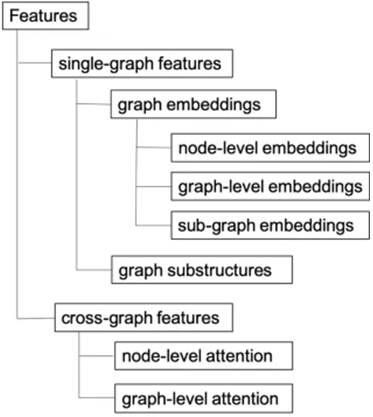 Features
single-graph features
graph embeddings
node-level embeddings
graph-level embeddings
sub-graph embeddings
graph substructures
cross-graph features
node-level attention
graph-level attention